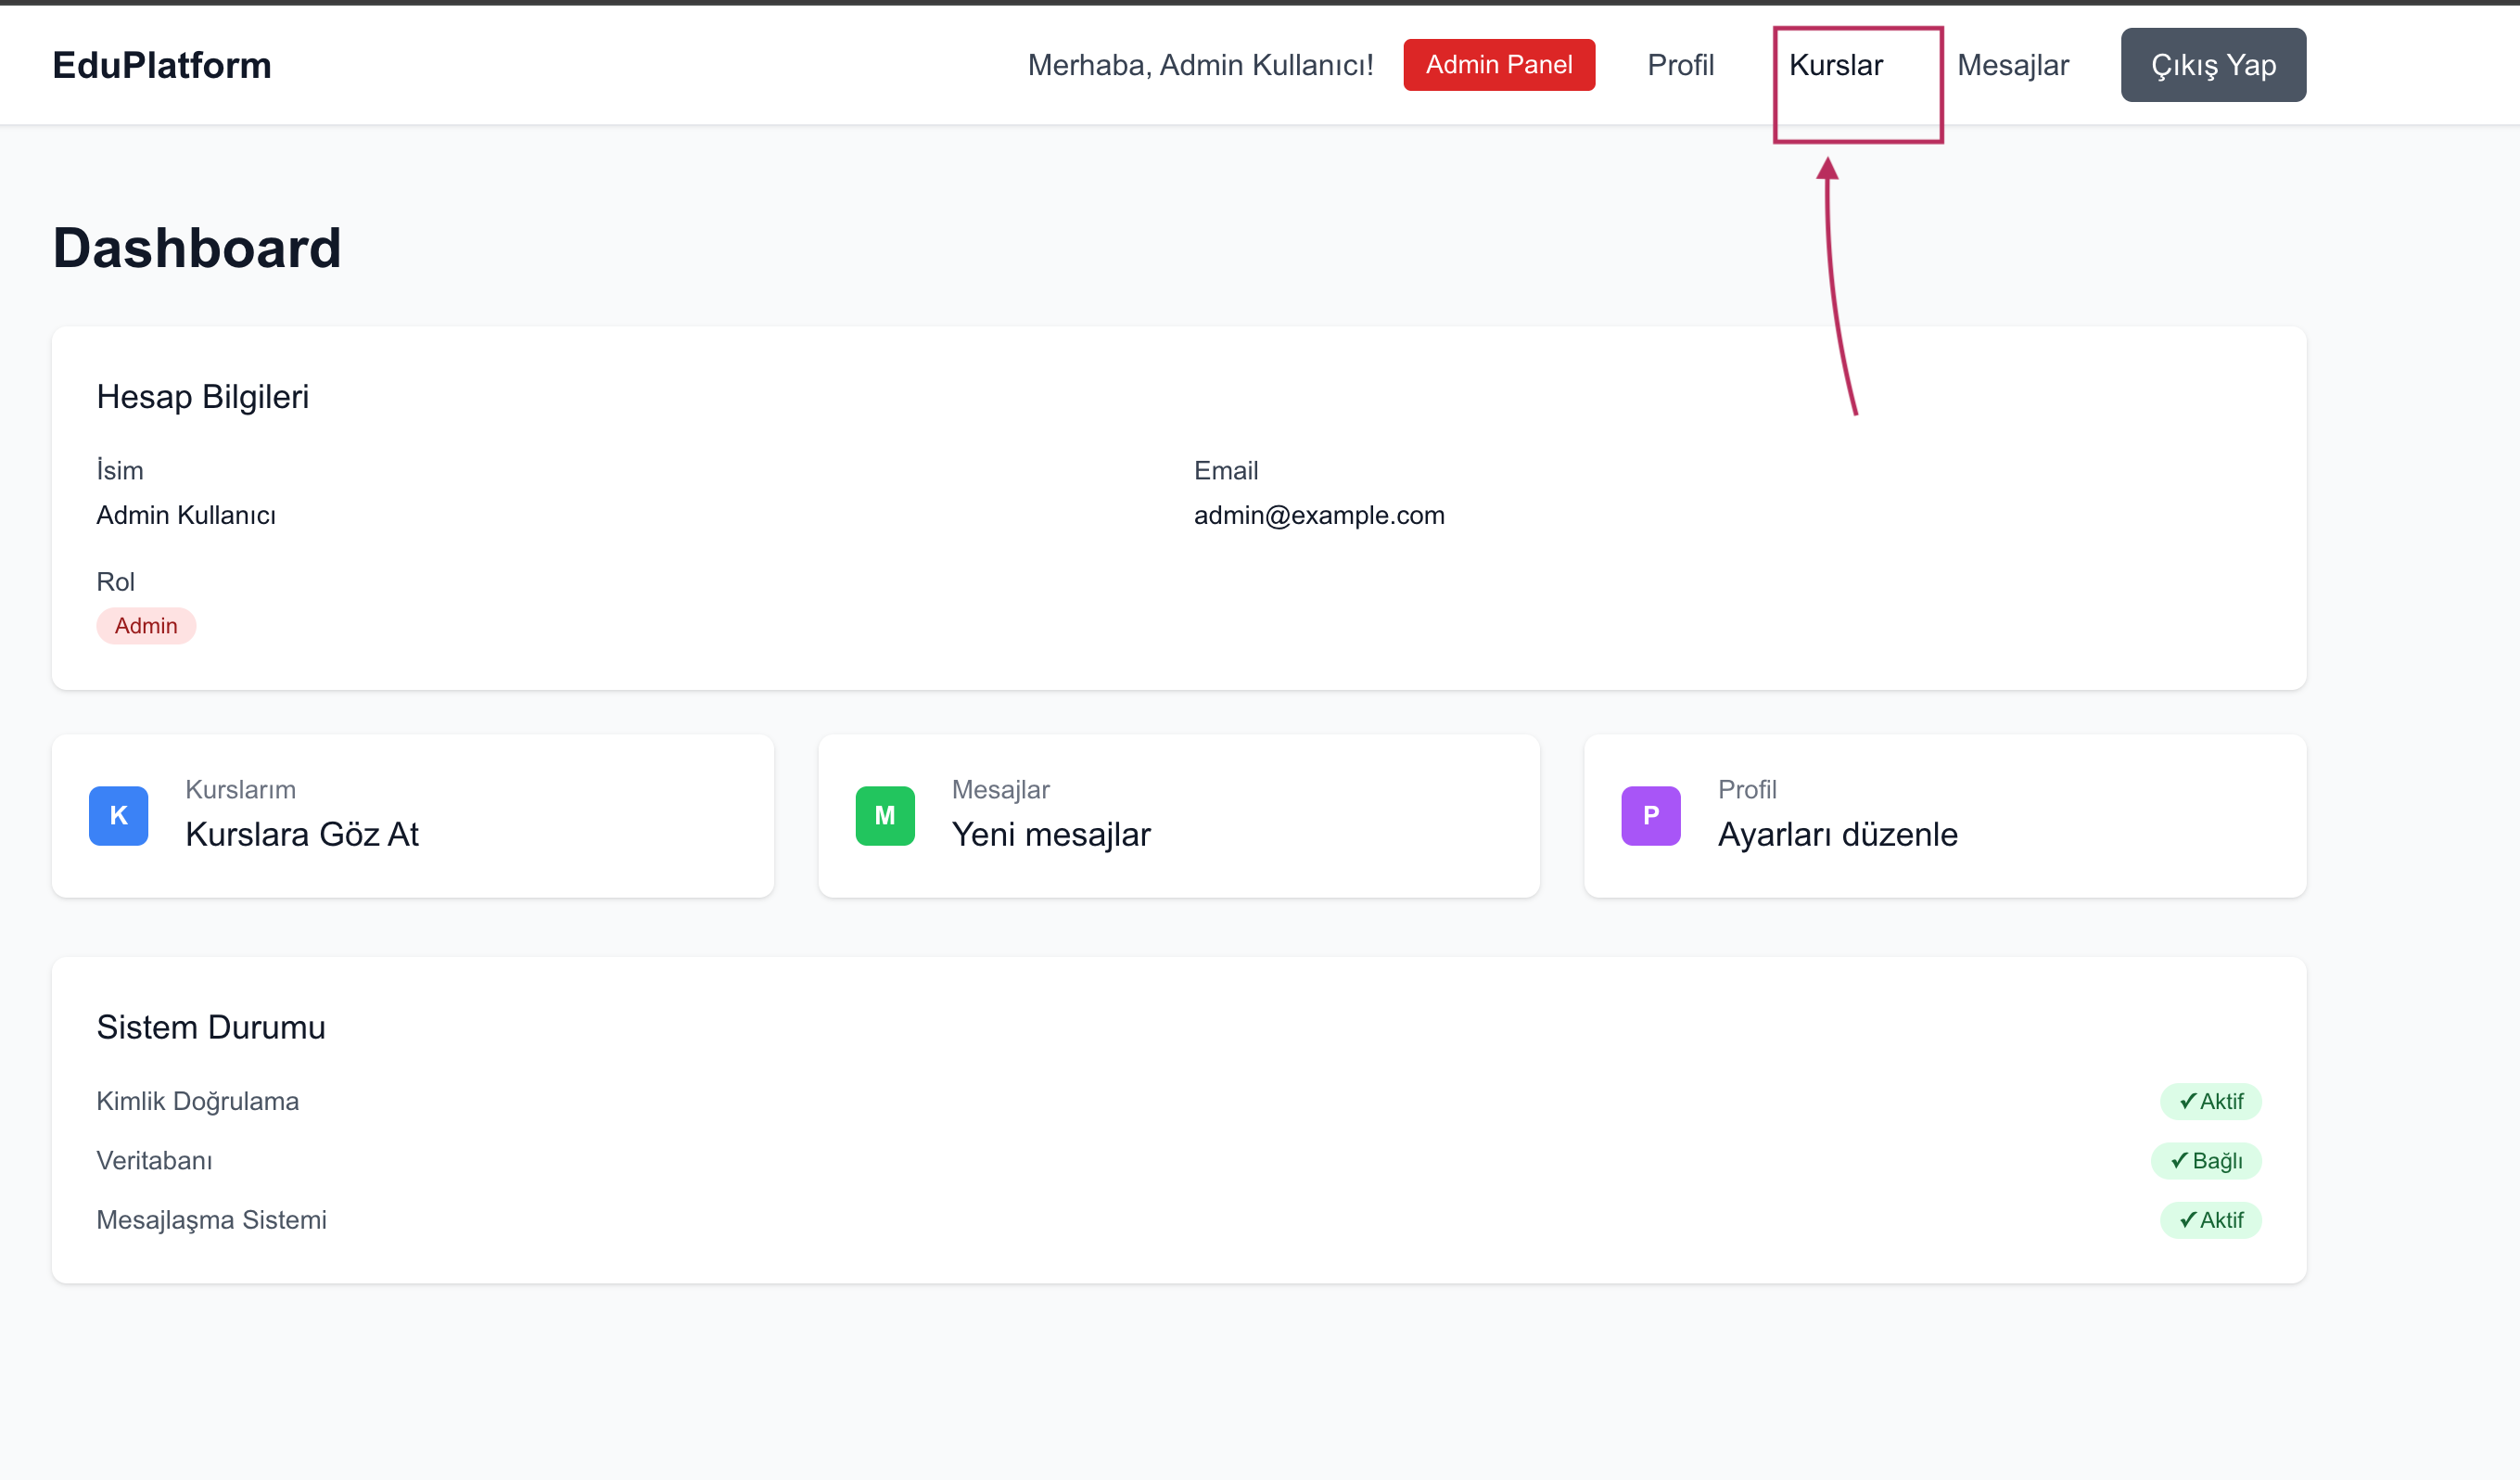 EduPlatform
Merhaba, Admin Kullanıcı!
Admin Panel
Profil
Kurslar
Mesajlar
Çıkış Yap
Dashboard
Hesap Bilgileri
İsim
Admin Kullanıcı
Email
admin@example.com
Rol
Admin
K
Kurslarım
Kurslara Göz At
M
Mesajlar
Yeni mesajlar
P
Profil
Ayarları düzenle
Sistem Durumu
Kimlik Doğrulama
✓ Aktif
Veritabanı
✓ Bağlı
Mesajlaşma Sistemi
✓ Aktif